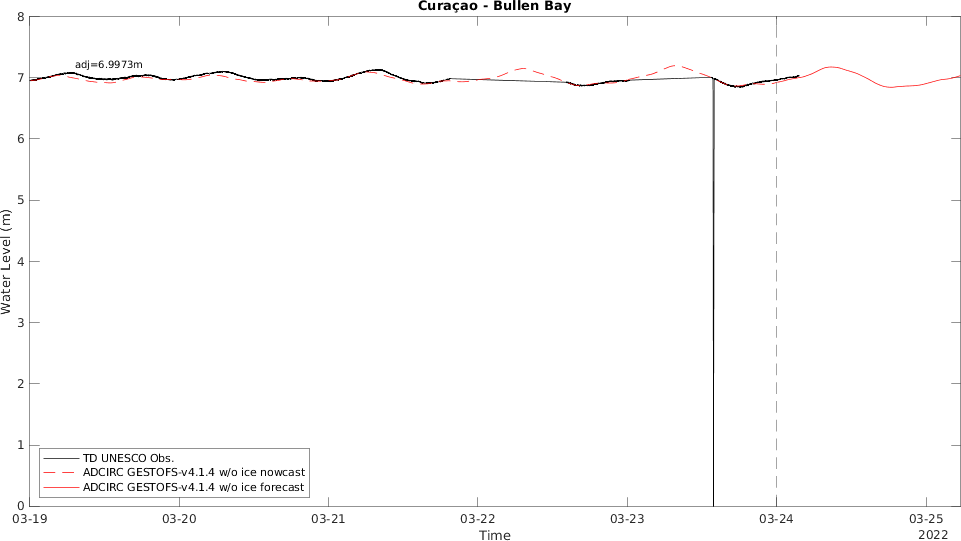 Curaçao - Bullen Bay
8
adj=6.9973m
7
6
5
4
3
2
1
0
Water Level (m)
TD UNESCO Obs.
ADCIRC GESTOFS-v4.1.4 w/o ice nowcast
ADCIRC GESTOFS-v4.1.4 w/o ice forecast
03-19 03-20 03-21 03-22 03-23 03-24 03-25
Time
2022